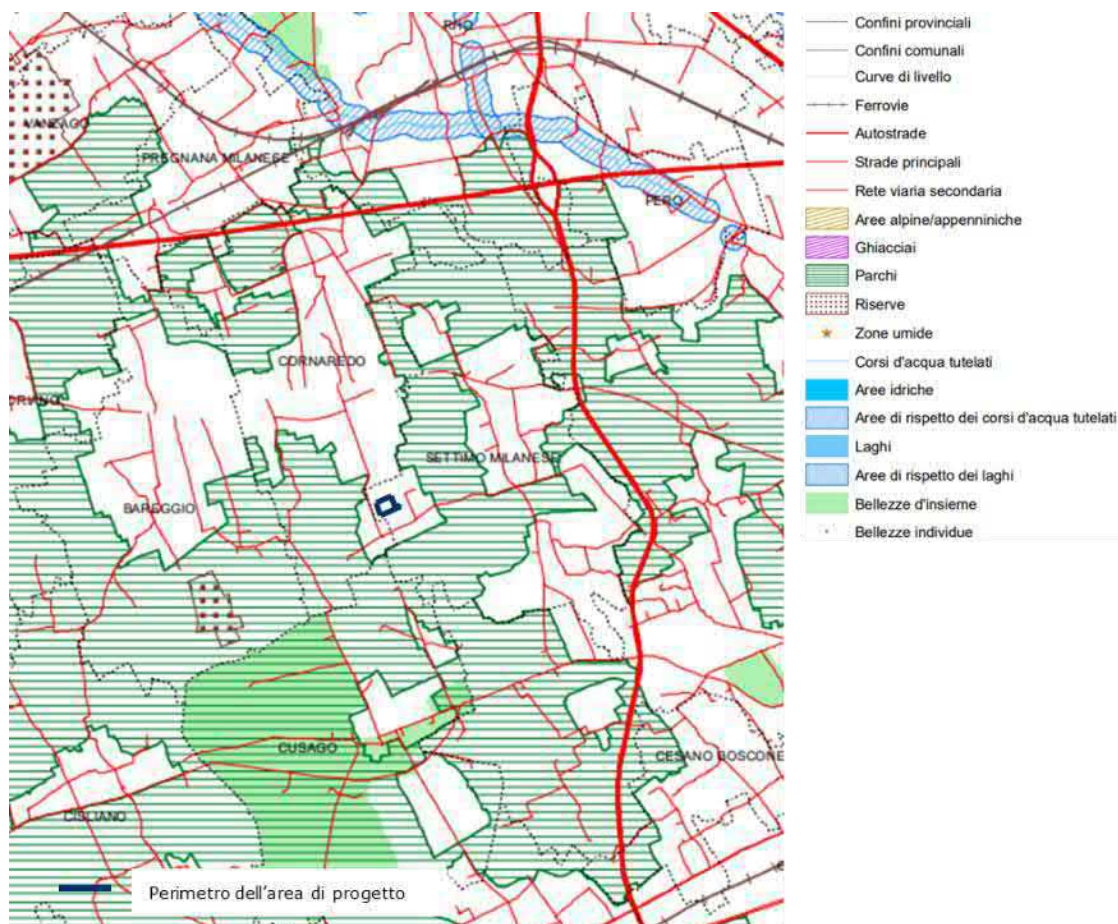 RHO
VANZAGO
PREGNANA MILANESE
PERO
CORNAREDO
SETTIMO MILANESE
BAREGGIO
CUSAGO
CESANO BOSCONE
CISLIANO
Perimetro dell'area di progetto
Confini provinciali
Confini comunali
Curve di livello
Ferrovie
Autostrade
Strade principali
Rete viaria secondaria
Aree alpine/appenniniche
Ghiacciai
Parchi
Riserve
Zone umide
Corsi d'acqua tutelati
Aree idriche
Aree di rispetto dei corsi d'acqua tutelati
Laghi
Aree di rispetto dei laghi
Bellezze d'insieme
Bellezze individue